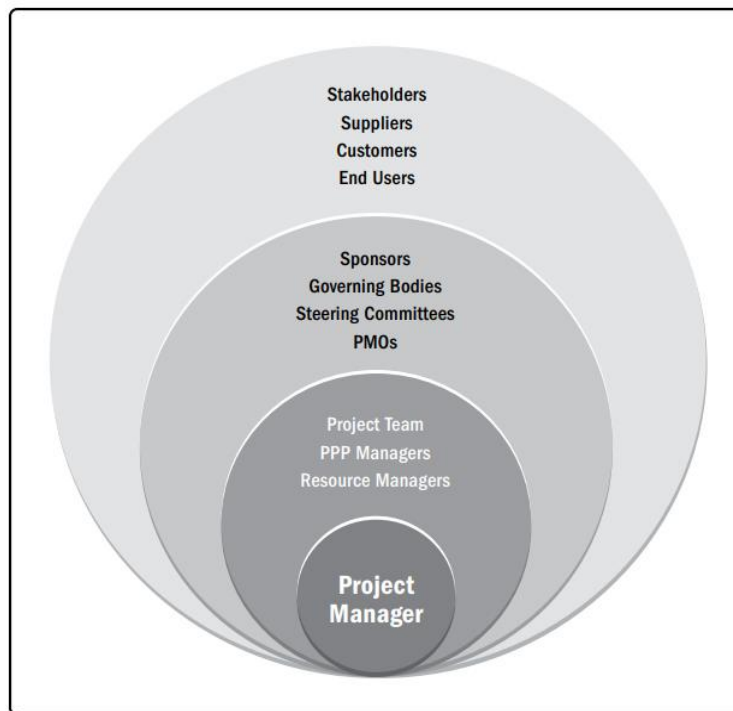 Stakeholders
Suppliers
Customers
End Users
Sponsors
Governing Bodies
Steering Committees
PMOs
Project Team
PPP Managers
Resource Managers
Project
Manager